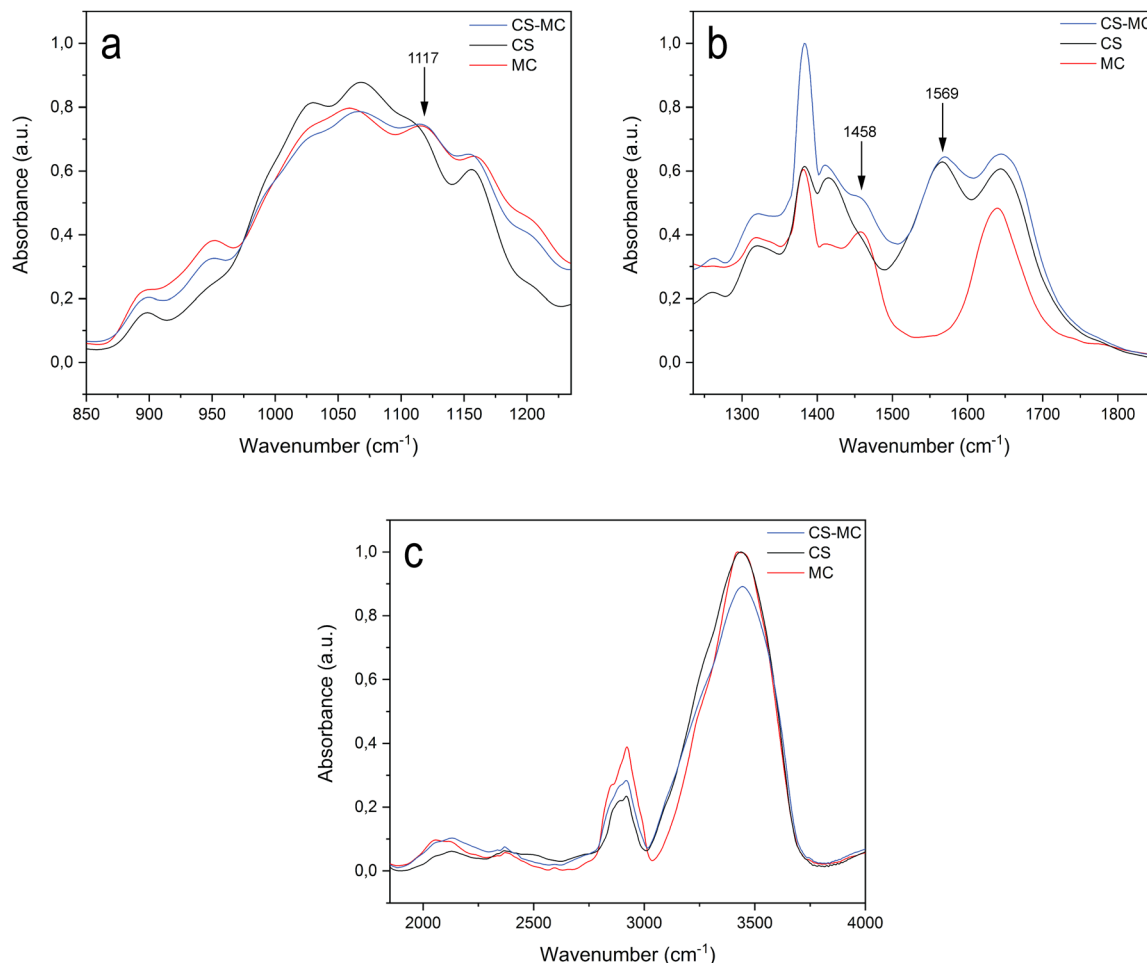 a
CS-MC
CS
MC
1117
Absorbance (a.u.)
1,0
0,8
0,6
0,4
0,2
0,0
850 900 950 1000 1050 1100 1150 1200
Wavenumber (cm⁻¹)
b
CS-MC
CS
MC
1458
1569
Absorbance (a.u.)
1,0
0,8
0,6
0,4
0,2
0,0
1300 1400 1500 1600 1700 1800
Wavenumber (cm⁻¹)
c
CS-MC
CS
MC
Absorbance (a.u.)
1,0
0,8
0,6
0,4
0,2
0,0
2000 2500 3000 3500 4000
Wavenumber (cm⁻¹)